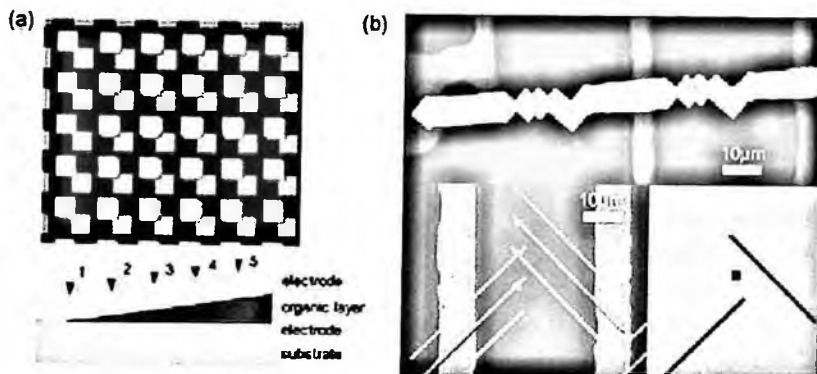 (a)
(b)
1 2 3 4 5
electrode
organic layer
electrode
substrate
10µm
10µm